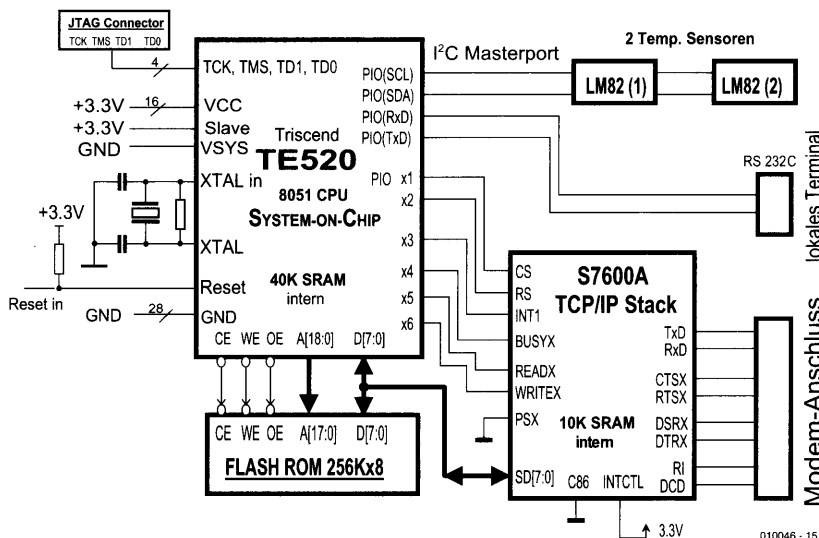 JTAG Connector
TCK TMS TD1 TD0
4
+3.3V
16
+3.3V
GND
+3.3V
Reset in
GND
28
TCK, TMS, TD1, TD0
VCC
Slave
VSYS
XTAL in
XTAL
Reset
GND
Triscend
TE520
8051 CPU
SYSTEM-ON-CHIP
40K SRAM
intern
PIO(SCL)
PIO(SDA)
PIO(RxD)
PIO(TxD)
PIO x1
x2
x3
x4
x5
x6
CE WE OE A[18:0] D[7:0]
CE WE OE A[17:0] D[7:0]
FLASH ROM 256Kx8
I²C Masterport
2 Temp. Sensoren
LM82 (1)
LM82 (2)
RS 232C
lokales Terminal
S7600A
TCP/IP Stack
CS
RS
INT1
BUSYX
READX
WRITEX
PSX
SD[7:0]
10K SRAM
intern
C86 INTCTL
3.3V
TxD
RxD
CTSX
RTSX
DSRX
DTRX
RI
DCD
Modem-Anschluss
010046 - 15